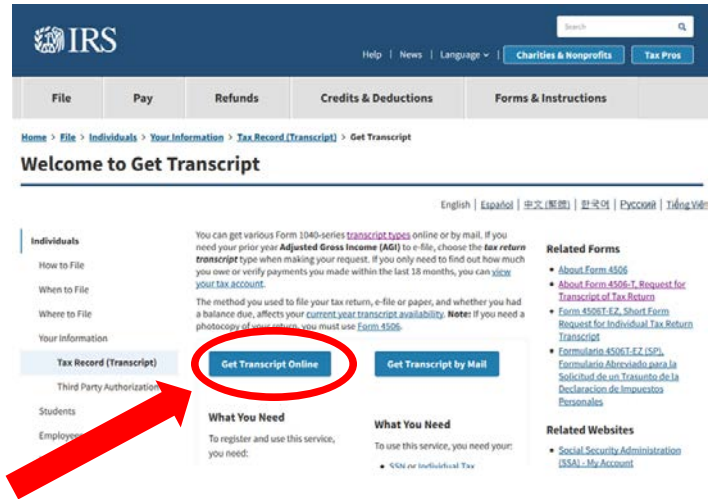 IRS
Search
Help | News | Language | Charities & Nonprofits Tax Pros
File Pay Refunds Credits & Deductions Forms & Instructions
Home > File > Individuals > Your Information > Tax Record (Transcript) > Get Transcript
Welcome to Get Transcript
English | Español | 中文 (繁體) | 한국어 | Русский | Tiếng Việt
Individuals
How to File
When to File
Where to File
Your Information
Tax Record (Transcript)
Third Party Authorization
Students
Employees
You can get various Form 1040-series transcript types online or by mail. If you
need your prior year Adjusted Gross Income (AGI) to e-file, choose the tax return
transcript type when making your request. If you only need to find out how much
you owe or verify payments you made within the last 18 months, you can view
your tax account.
The method you used to file your tax return, e-file or paper, and whether you had
a balance due, affects your current year transcript availability. Note: If you need a
photocopy of your return, you must use Form 4506.
Get Transcript Online
Get Transcript by Mail
What You Need
To register and use this service,
you need:
What You Need
To use this service, you need your:
• SSN or Individual Tax
Related Forms
• About Form 4506
• About Form 4506-T, Request for
Transcript of Tax
Return
• Form 4506T-EZ, Short Form
Request for Individual Tax Return
Transcript
• Formulario 4506T-EZ (SP),
Formulario Abreviado para la
Solicitud de un Trasunto de la
Declaracion de Impuestos
Personales
Related Websites
• Social Security Administration
(SSA) - My Account